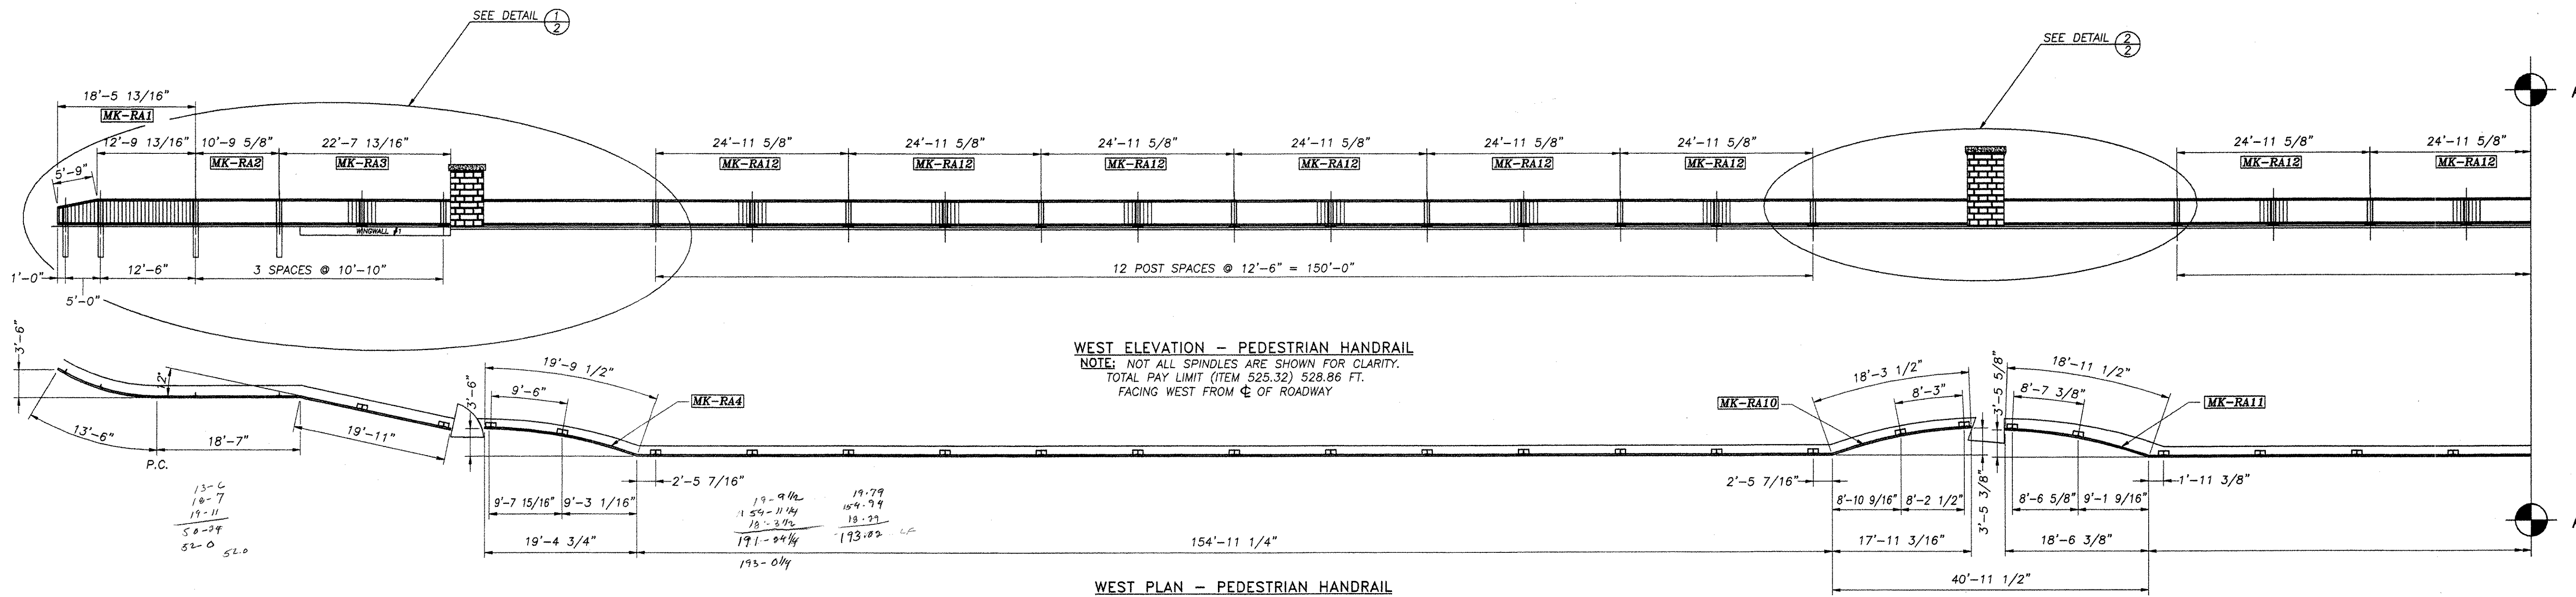 SEE DETAIL 1
2
SEE DETAIL 2
2
18'-5 13/16"
MK-RA1
12'-9 13/16"
10'-9 5/8"
22'-7 13/16"
MK-RA2
MK-RA3
5'-9"
24'-11 5/8"
24'-11 5/8"
24'-11 5/8"
24'-11 5/8"
24'-11 5/8"
24'-11 5/8"
24'-11 5/8"
24'-11 5/8"
MK-RA12
MK-RA12
MK-RA12
MK-RA12
MK-RA12
MK-RA12
MK-RA12
MK-RA12
WINGWALL #1
1'-0"
5'-0"
12'-6"
3 SPACES @ 10'-10"
12 POST SPACES @ 12'-6" = 150'-0"
WEST ELEVATION – PEDESTRIAN HANDRAIL
NOTE: NOT ALL SPINDLES ARE SHOWN FOR CLARITY.
TOTAL PAY LIMIT (ITEM 525.32) 528.86 FT.
FACING WEST FROM ℄ OF ROADWAY
3'-6"
12"
13'-6"
P.C.
18'-7"
19'-11"
3'-6"
19'-9 1/2"
9'-6"
MK-RA4
2'-5 7/16"
9'-7 15/16"
9'-3 1/16"
19'-4 3/4"
154'-11 1/4"
MK-RA10
18'-3 1/2"
8'-3"
2'-5 7/16"
8'-10 9/16"
8'-2 1/2"
3'-5 3/8"
17'-11 3/16"
3'-5 5/8"
18'-11 1/2"
8'-7 3/8"
MK-RA11
1'-11 3/8"
8'-6 5/8"
9'-1 9/16"
18'-6 3/8"
40'-11 1/2"
13-6
18-7
19-11
50-24
52-0
52.0
19-9 1/2
154-11 1/4
18-3 1/2
191-24 1/4
193-0 1/4
19.79
154.94
18.29
193.02 LF
WEST PLAN – PEDESTRIAN HANDRAIL